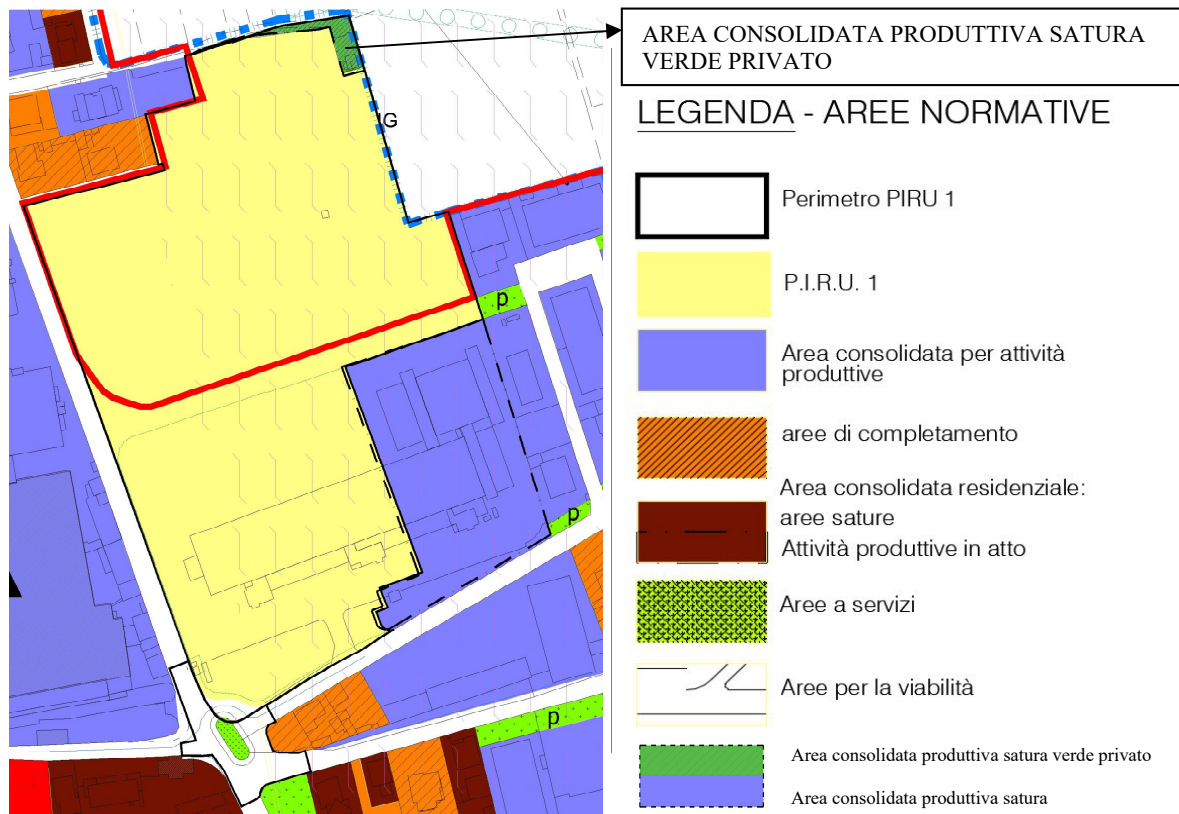 AREA CONSOLIDATA PRODUTTIVA SATURA
VERDE PRIVATO
LEGENDA - AREE NORMATIVE
Perimetro PIRU 1
P.I.R.U. 1
Area consolidata per attività
produttive
aree di completamento
Area consolidata residenziale:
aree sature
Attività produttive in atto
Aree a servizi
Aree per la viabilità
Area consolidata produttiva satura verde privato
Area consolidata produttiva satura
IG
p
p
p